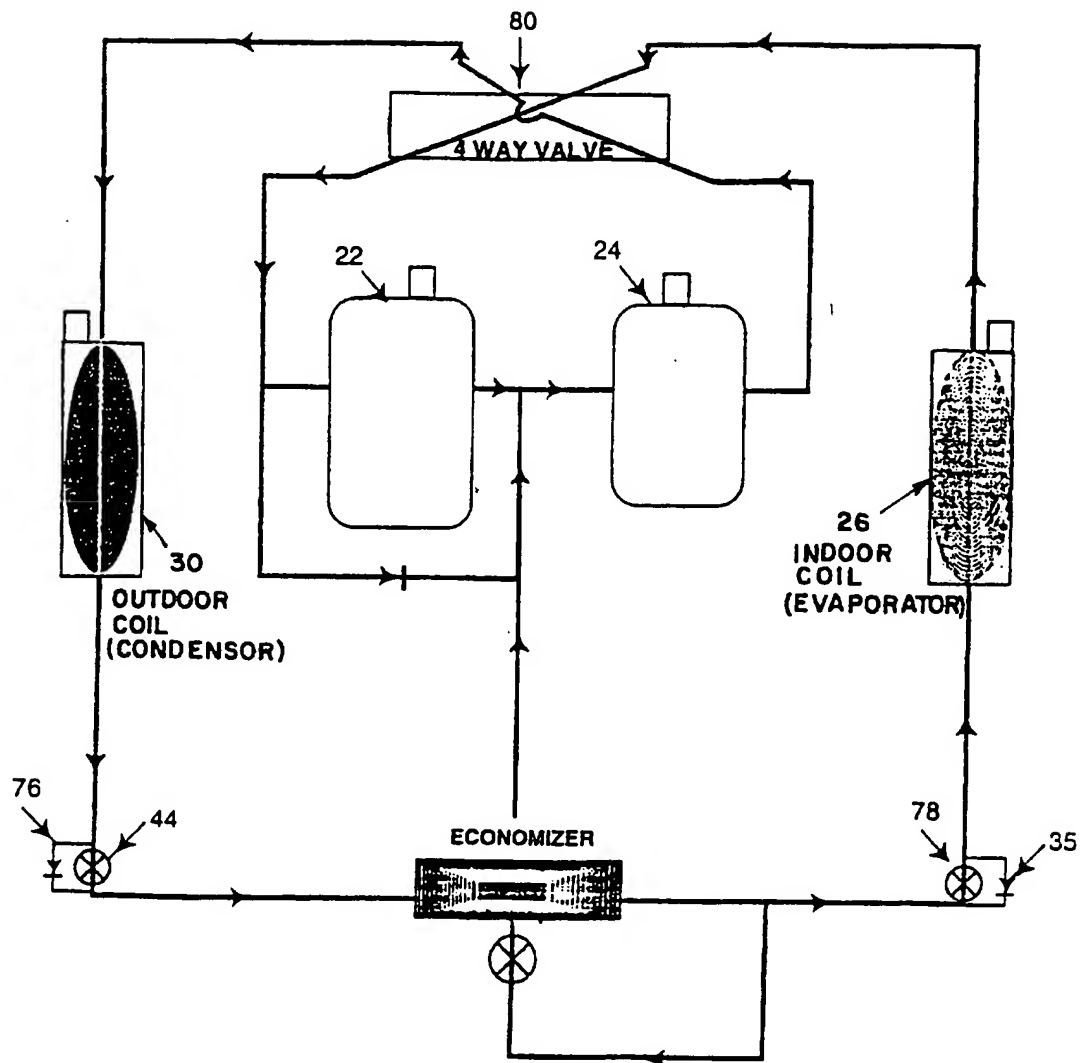 80
4 WAY VALVE
22
24
30
OUTDOOR
COIL
(CONDENSOR)
26
INDOOR
COIL
(EVAPORATOR)
76
44
ECONOMIZER
78
35